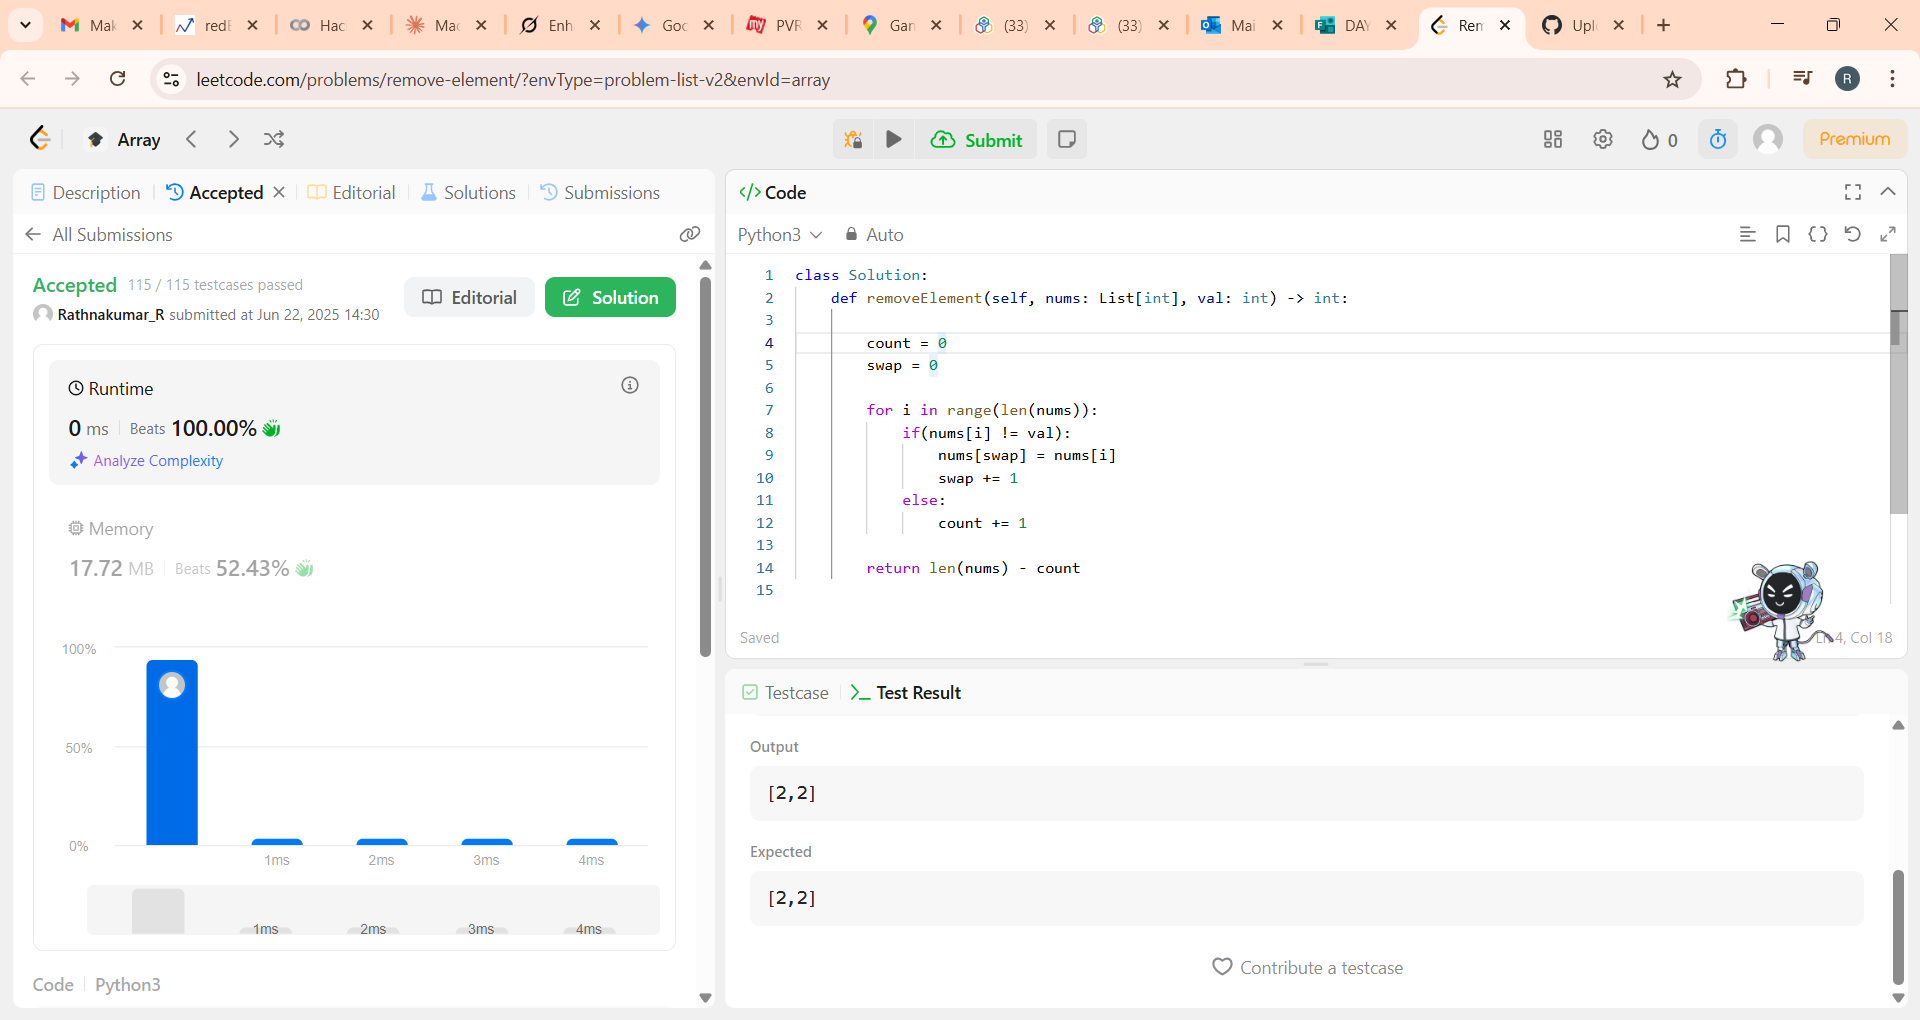 Mak
redE
Hac
Mac
Enh
Goc
my
PVR
Gan
(33)
(33)
Mai
DAY
Rem
Uplo
leetcode.com/problems/remove-element/?envType=problem-list-v2&envId=array
R
Array
Submit
0
Premium
Description
Accepted
Editorial
Solutions
Submissions
All Submissions
Accepted 115 / 115 testcases passed
Rathnakumar_R submitted at Jun 22, 2025 14:30
Editorial
Solution
Runtime
0 ms Beats 100.00%
Analyze Complexity
Memory
17.72 MB Beats 52.43%
100%
50%
0%
1ms 2ms 3ms 4ms
1ms 2ms 3ms 4ms
Code Python3
</> Code
Python3 Auto
1 class Solution:
2 def removeElement(self, nums: List[int], val: int) -> int:
3
4 count = 0
5 swap = 0
6
7 for i in range(len(nums)):
8 if(nums[i] != val):
9 nums[swap] = nums[i]
10 swap += 1
11 else:
12 count += 1
13
14 return len(nums) - count
15
Saved
4, Col 18
Testcase
>_ Test Result
Output
[2,2]
Expected
[2,2]
Contribute a testcase